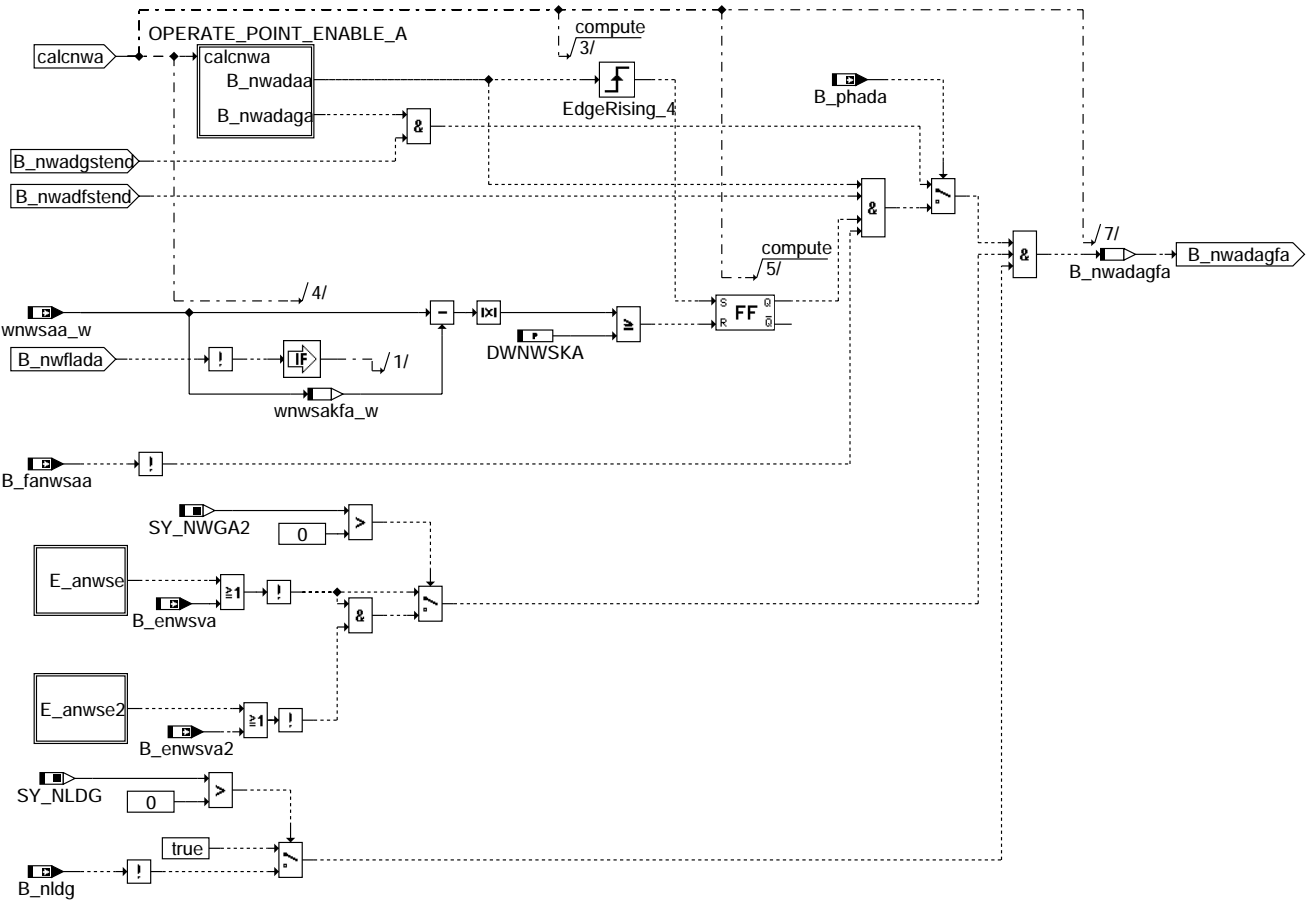 compute
3/
OPERATE_POINT_ENABLE_A
calcnwa
calcnwa
B_nwadaa
B_nwadaga
EdgeRising_4
B_phada
&
B_nwadgstend
B_nwadfstend
&
&
7/
B_nwadagfa
B_nwadagfa
compute
5/
4/
wnwsaa_w
−
|x|
≥
S Q
FF
R Q̅
P
DWNWSKA
B_nwflada
!
IF
1/
wnwsakfa_w
B_fanwsaa
!
SY_NWGA2
0
>
E_anwse
≥1
!
B_enwsva
&
E_anwse2
≥1
!
B_enwsva2
SY_NLDG
0
>
true
B_nldg
!